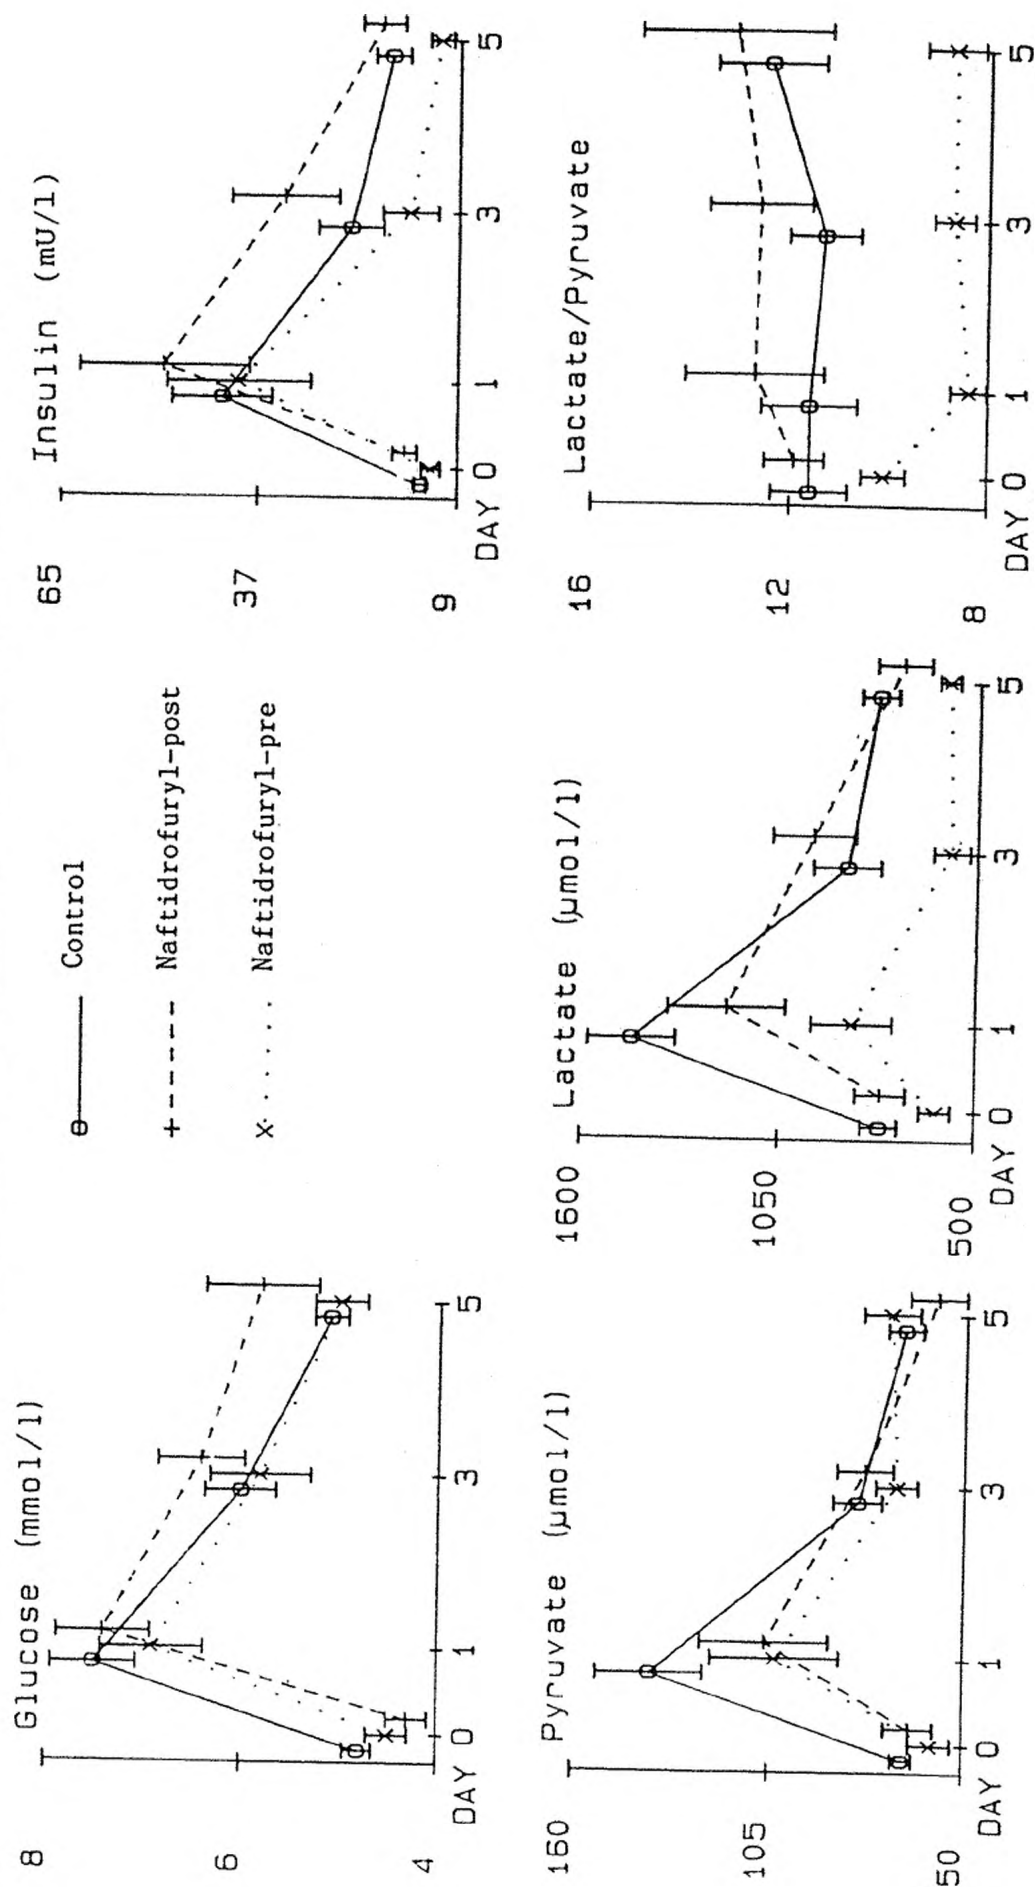 Glucose (mmol/l)
8
6
4
DAY 0 1 3 5
Control
Naftidrofuryl-post
Naftidrofuryl-pre
Insulin (mU/l)
65
37
9
DAY 0 1 3 5
Pyruvate (μmol/l)
160
105
50
DAY 0 1 3 5
Lactate (μmol/l)
1600
1050
500
DAY 0 1 3 5
Lactate/Pyruvate
16
12
8
DAY 0 1 3 5